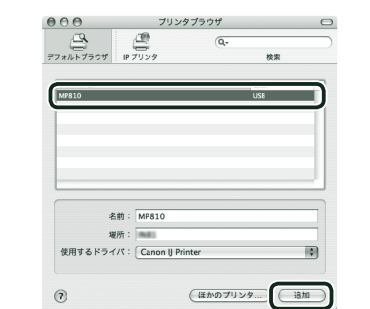 プリンタブラウザ
デフォルトブラウザ IP プリンタ 検索
MP810 USB
名前： MP810
場所：
使用するドライバ： Canon IJ Printer
? ほかのプリンタ... 追加